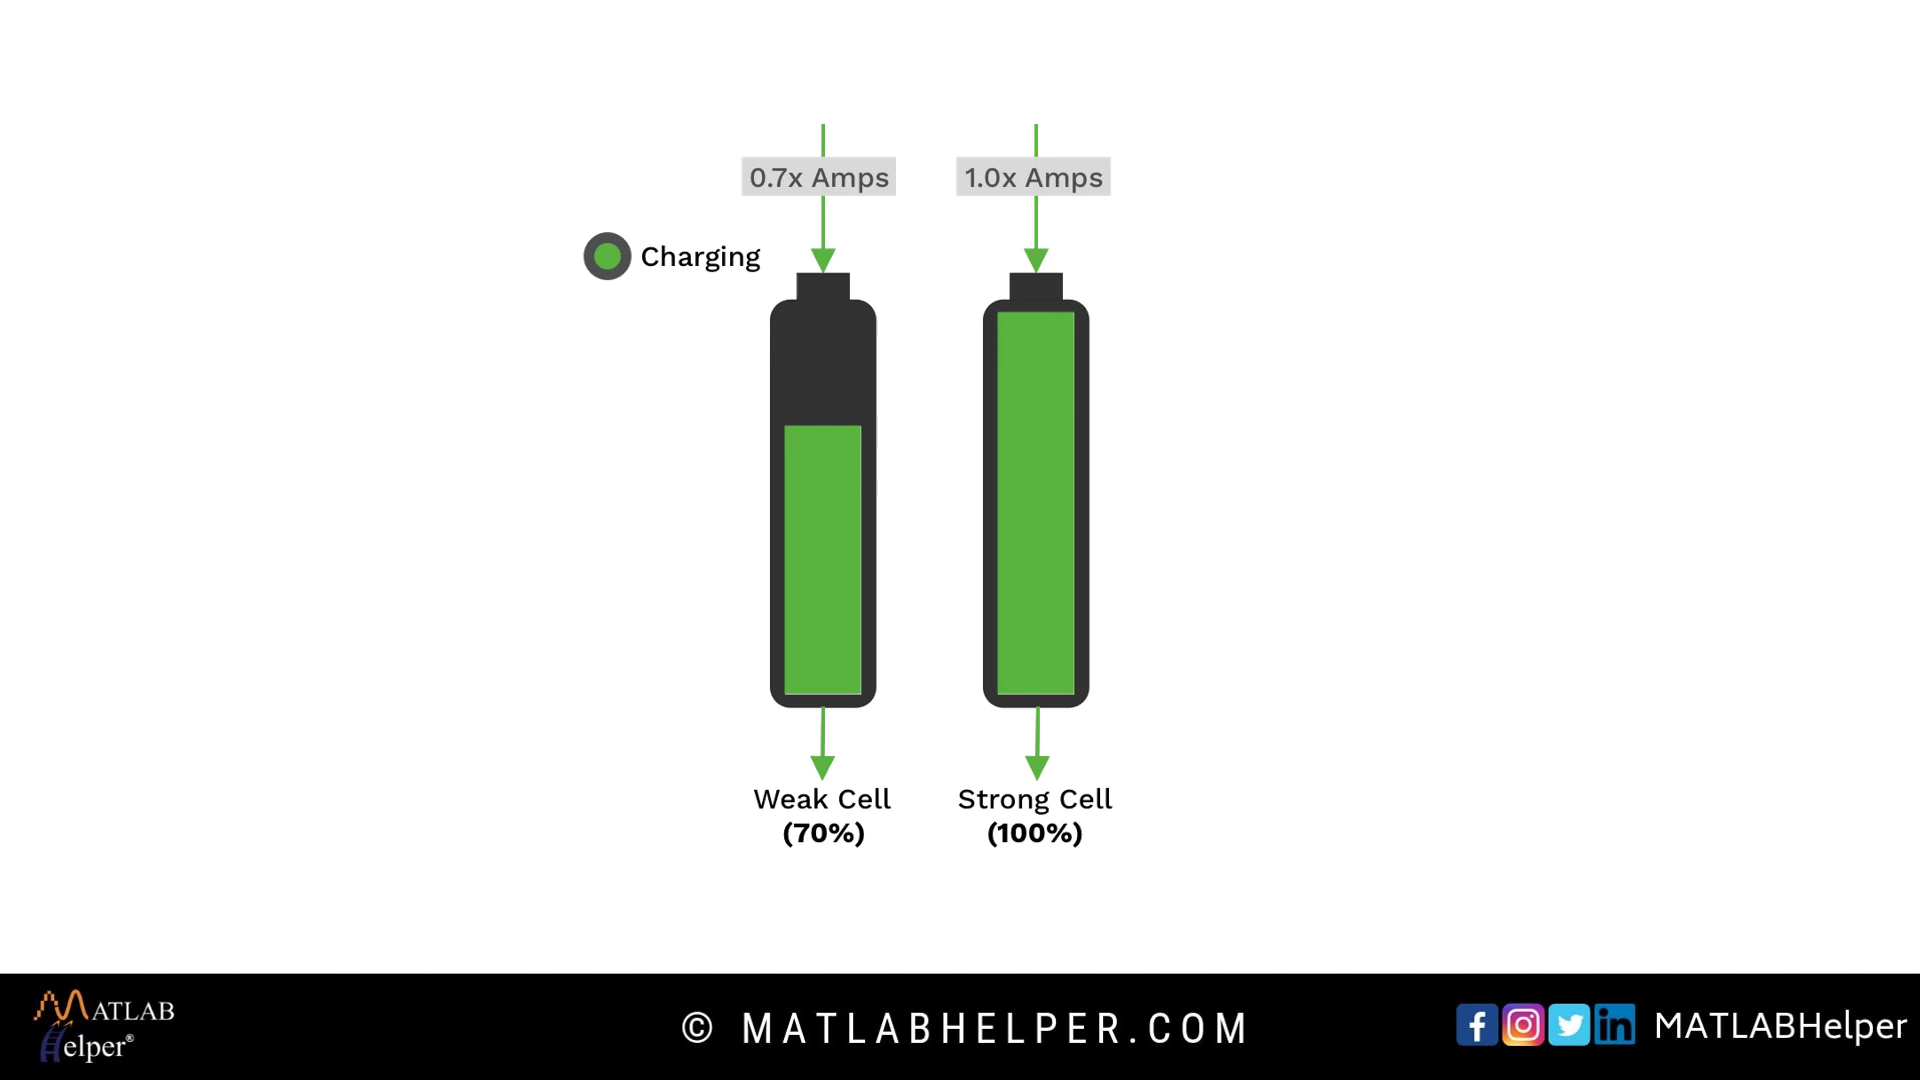 0.7x Amps 1.0x Amps
Charging
Weak Cell Strong Cell
(70%) (100%)
MATLAB
Helper®
© MATLABHELPER.COM
MATLABHelper